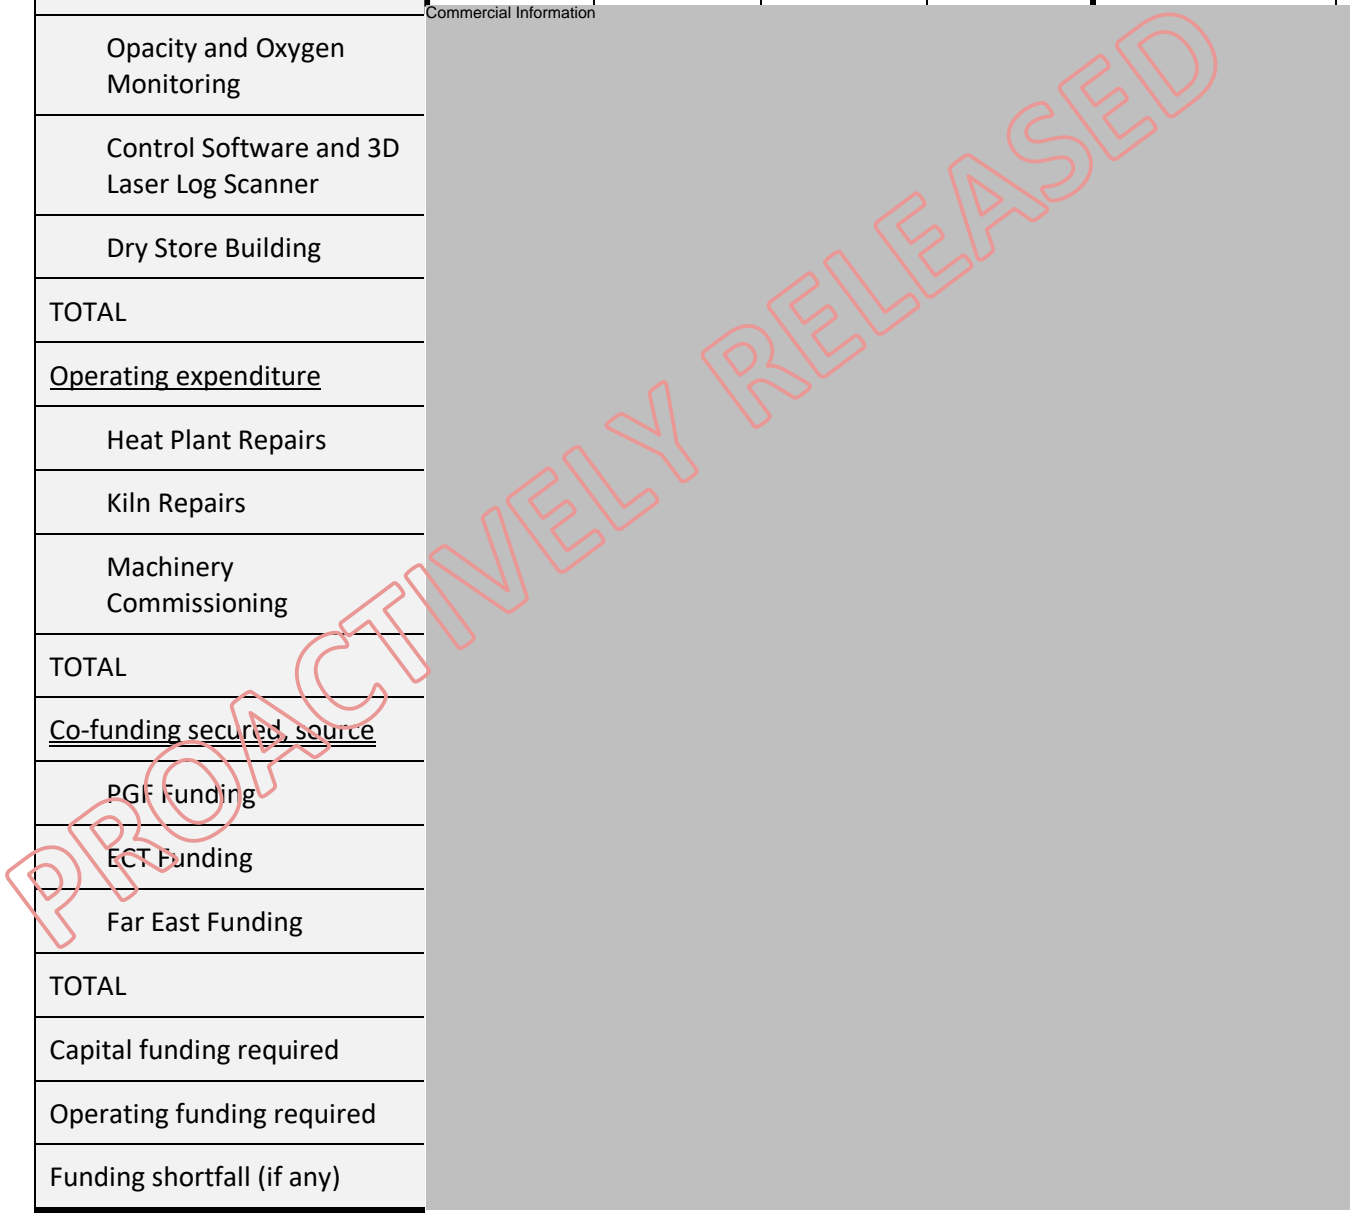 Commercial Information
Opacity and Oxygen
Monitoring
Control Software and 3D
Laser Log Scanner
Dry Store Building
TOTAL
Operating expenditure
Heat Plant Repairs
Kiln Repairs
Machinery
Commissioning
TOTAL
Co-funding secured, source
PGF Funding
ECT Funding
Far East Funding
TOTAL
Capital funding required
Operating funding required
Funding shortfall (if any)
PROACTIVELY RELEASED